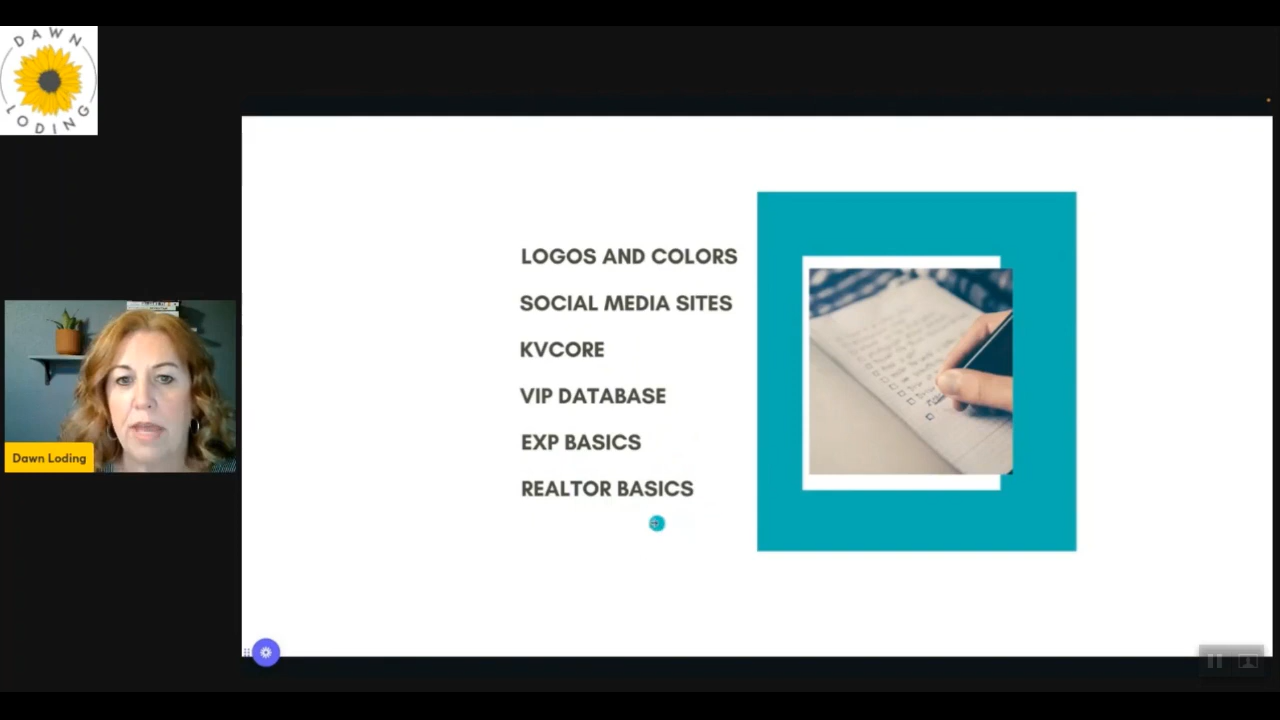 DAWN
LODING
LOGOS AND COLORS
SOCIAL MEDIA SITES
KVCORE
VIP DATABASE
EXP BASICS
REALTOR BASICS
Dawn Loding